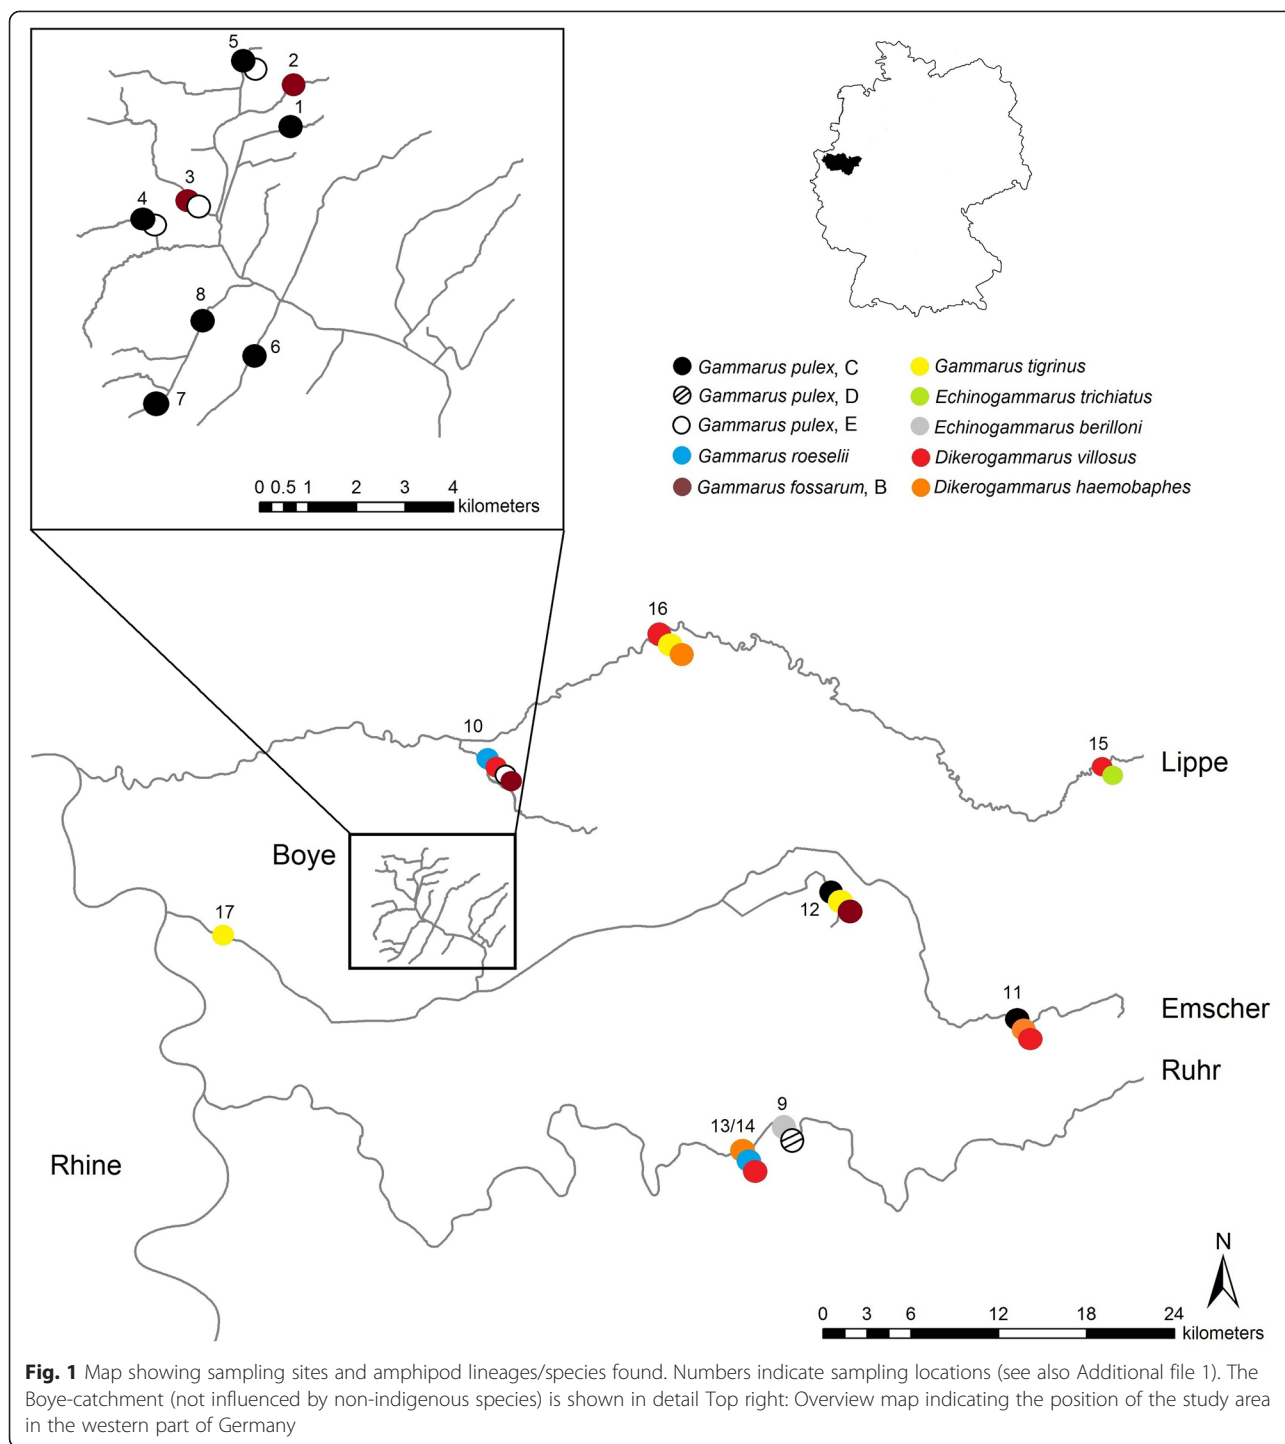 5
2
1
3
4
8
6
7
0 0.5 1 2 3 4
kilometers
Gammarus pulex, C
Gammarus pulex, D
Gammarus pulex, E
Gammarus roeselii
Gammarus fossarum, B
Gammarus tigrinus
Echinogammarus trichiatus
Echinogammarus berilloni
Dikerogammarus villosus
Dikerogammarus haemobaphes
16
10
15
Lippe
Boye
12
17
11
Emscher
Ruhr
9
13/14
Rhine
N
0 3 6 12 18 24
kilometers
Fig. 1 Map showing sampling sites and amphipod lineages/species found. Numbers indicate sampling locations (see also Additional file 1). The
Boye-catchment (not influenced by non-indigenous species) is shown in detail Top right: Overview map indicating the position of the study area
in the western part of Germany